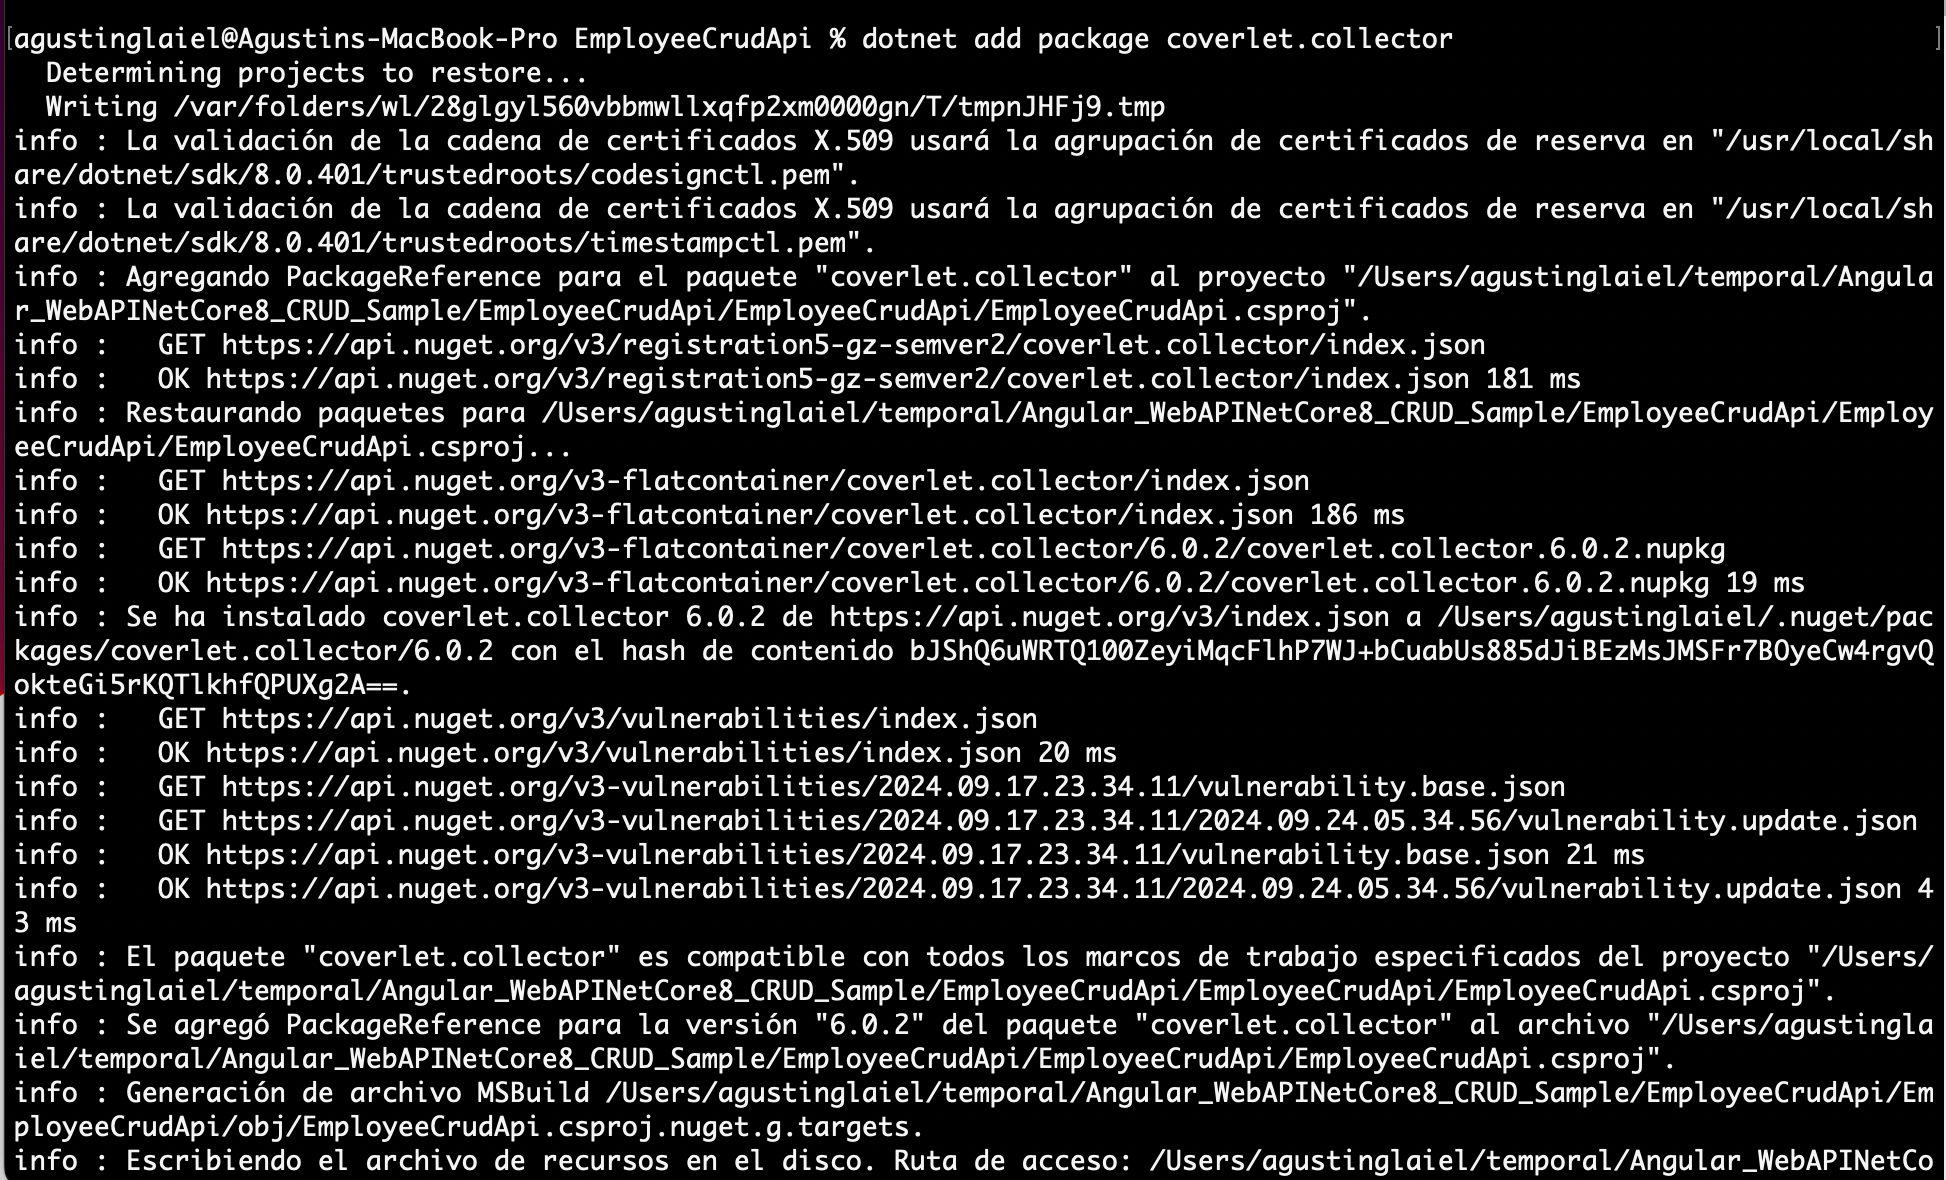 [agustinglaiel@Agustins-MacBook-Pro EmployeeCrudApi % dotnet add package coverlet.collector ]
  Determining projects to restore...
  Writing /var/folders/wl/28glgyl560vbbmwllxqfp2xm0000gn/T/tmpnJHFj9.tmp
info : La validación de la cadena de certificados X.509 usará la agrupación de certificados de reserva en "/usr/local/sh
are/dotnet/sdk/8.0.401/trustedroots/codesignctl.pem".
info : La validación de la cadena de certificados X.509 usará la agrupación de certificados de reserva en "/usr/local/sh
are/dotnet/sdk/8.0.401/trustedroots/timestampctl.pem".
info : Agregando PackageReference para el paquete "coverlet.collector" al proyecto "/Users/agustinglaiel/temporal/Angula
r_WebAPINetCore8_CRUD_Sample/EmployeeCrudApi/EmployeeCrudApi/EmployeeCrudApi.csproj".
info :   GET https://api.nuget.org/v3/registration5-gz-semver2/coverlet.collector/index.json
info :   OK https://api.nuget.org/v3/registration5-gz-semver2/coverlet.collector/index.json 181 ms
info : Restaurando paquetes para /Users/agustinglaiel/temporal/Angular_WebAPINetCore8_CRUD_Sample/EmployeeCrudApi/Employ
eeCrudApi/EmployeeCrudApi.csproj...
info :   GET https://api.nuget.org/v3-flatcontainer/coverlet.collector/index.json
info :   OK https://api.nuget.org/v3-flatcontainer/coverlet.collector/index.json 186 ms
info :   GET https://api.nuget.org/v3-flatcontainer/coverlet.collector/6.0.2/coverlet.collector.6.0.2.nupkg
info :   OK https://api.nuget.org/v3-flatcontainer/coverlet.collector/6.0.2/coverlet.collector.6.0.2.nupkg 19 ms
info : Se ha instalado coverlet.collector 6.0.2 de https://api.nuget.org/v3/index.json a /Users/agustinglaiel/.nuget/pac
kages/coverlet.collector/6.0.2 con el hash de contenido bJShQ6uWRTQ100ZeyiMqcFlhP7WJ+bCuabUs885dJiBEzMsJMSFr7BOyeCw4rgvQ
okteGi5rKQTlkhfQPUXg2A==.
info :   GET https://api.nuget.org/v3/vulnerabilities/index.json
info :   OK https://api.nuget.org/v3/vulnerabilities/index.json 20 ms
info :   GET https://api.nuget.org/v3-vulnerabilities/2024.09.17.23.34.11/vulnerability.base.json
info :   GET https://api.nuget.org/v3-vulnerabilities/2024.09.17.23.34.11/2024.09.24.05.34.56/vulnerability.update.json
info :   OK https://api.nuget.org/v3-vulnerabilities/2024.09.17.23.34.11/vulnerability.base.json 21 ms
info :   OK https://api.nuget.org/v3-vulnerabilities/2024.09.17.23.34.11/2024.09.24.05.34.56/vulnerability.update.json 4
3 ms
info : El paquete "coverlet.collector" es compatible con todos los marcos de trabajo especificados del proyecto "/Users/
agustinglaiel/temporal/Angular_WebAPINetCore8_CRUD_Sample/EmployeeCrudApi/EmployeeCrudApi/EmployeeCrudApi.csproj".
info : Se agregó PackageReference para la versión "6.0.2" del paquete "coverlet.collector" al archivo "/Users/agustingla
iel/temporal/Angular_WebAPINetCore8_CRUD_Sample/EmployeeCrudApi/EmployeeCrudApi/EmployeeCrudApi.csproj".
info : Generación de archivo MSBuild /Users/agustinglaiel/temporal/Angular_WebAPINetCore8_CRUD_Sample/EmployeeCrudApi/Em
ployeeCrudApi/obj/EmployeeCrudApi.csproj.nuget.g.targets.
info : Escribiendo el archivo de recursos en el disco. Ruta de acceso: /Users/agustinglaiel/temporal/Angular_WebAPINetCo